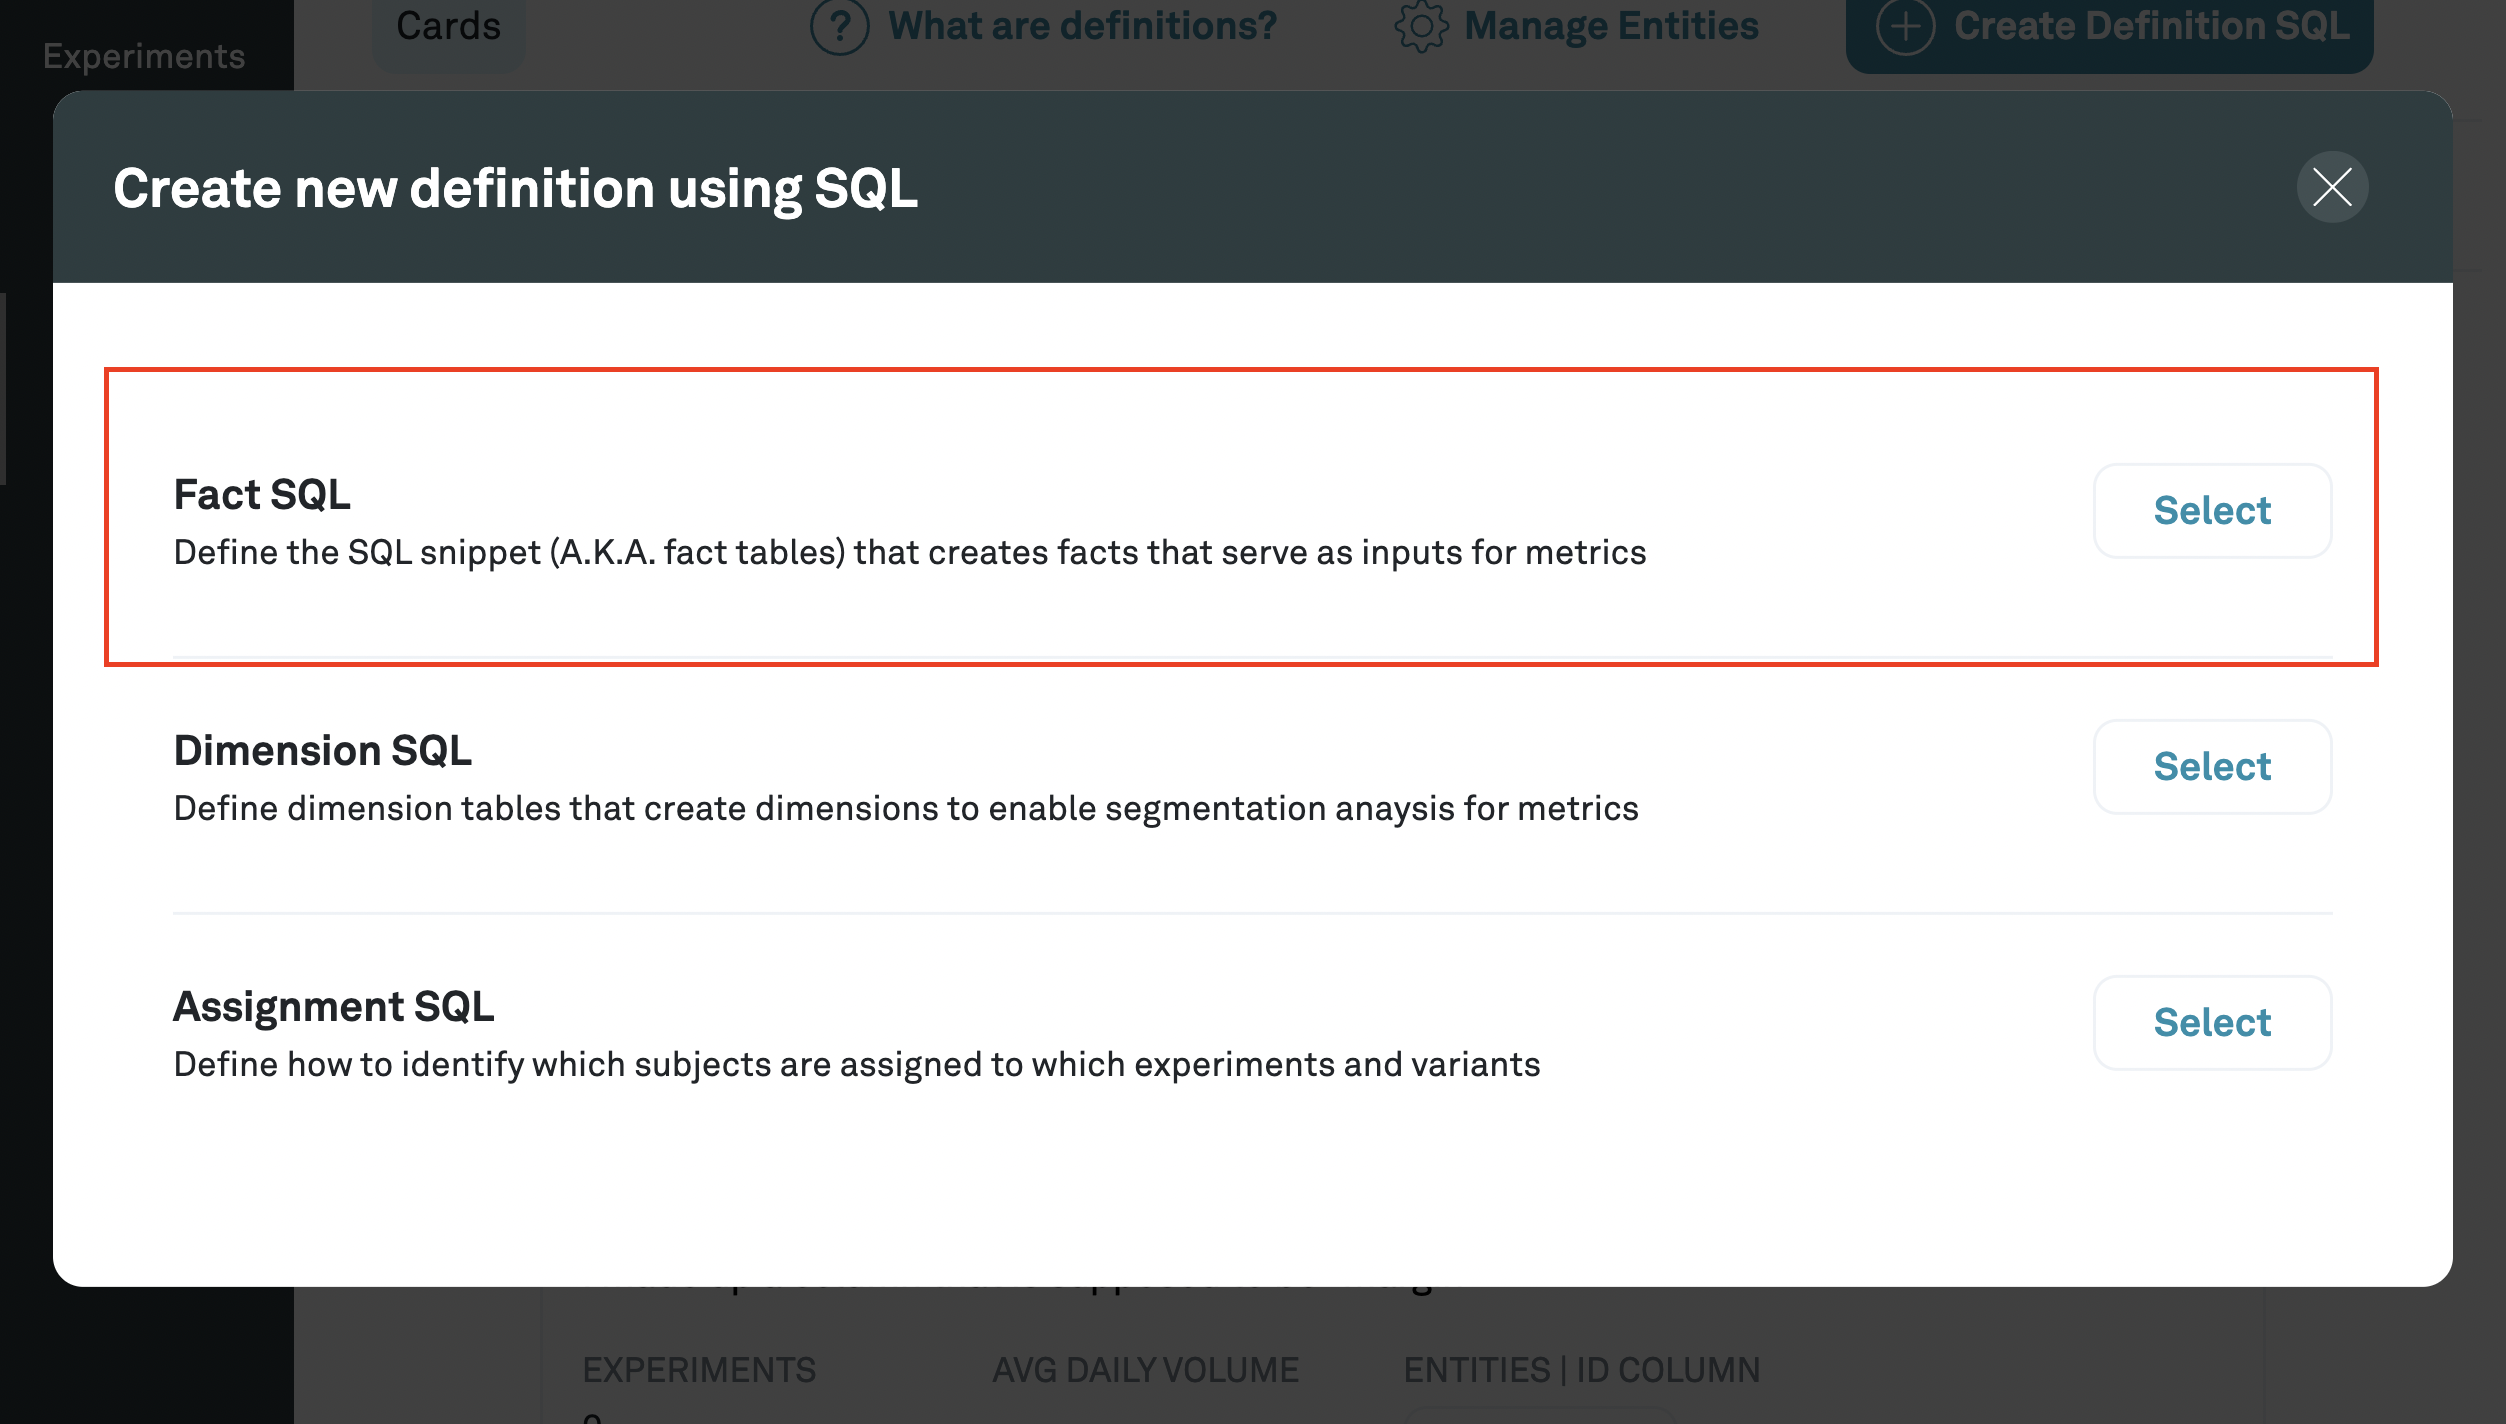 Experiments
Cards
What are definitions?
Manage Entities
Create Definition SQL
Create new definition using SQL
Fact SQL
Select
Define the SQL snippet (A.K.A. fact tables) that creates facts that serve as inputs for metrics
Dimension SQL
Select
Define dimension tables that create dimensions to enable segmentation anaysis for metrics
Assignment SQL
Select
Define how to identify which subjects are assigned to which experiments and variants
EXPERIMENTS
AVG DAILY VOLUME
ENTITIES | ID COLUMN